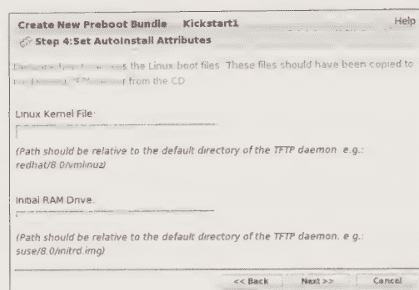 Create New Preboot Bundle Kickstart1 Help
Step 4:Set AutoInstall Attributes
the Linux boot files These files should have been copied to
from the CD
Linux Kernel File:
(Path should be relative to the default directory of the TFTP daemon e.g.:
redhat/8.0/vmlinuz)
Initial RAM Drive:
(Path should be relative to the default directory of the TFTP daemon. e g.:
suse/8.0/initrd.img)
<< Back Next >> Cancel